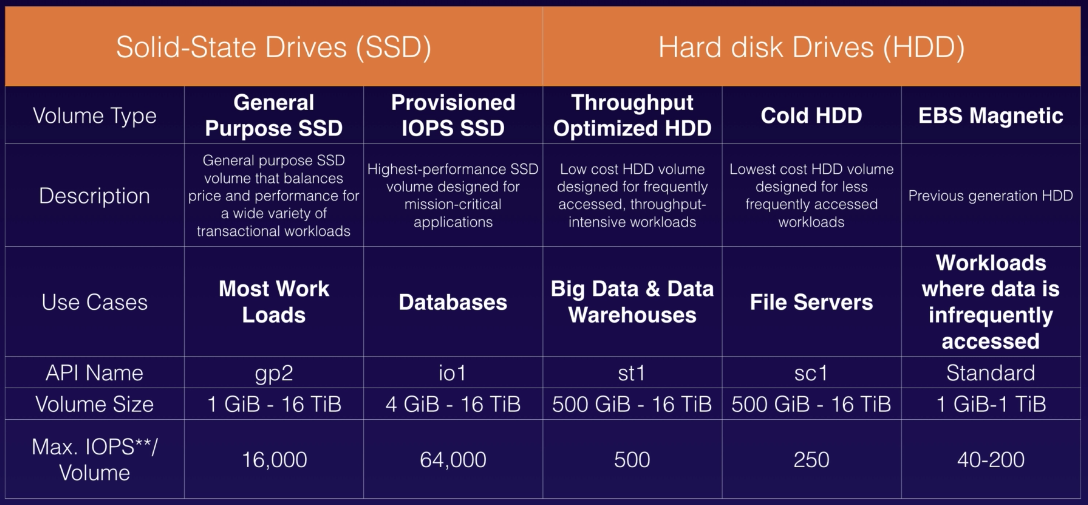 Solid-State Drives (SSD)
Hard disk Drives (HDD)
Volume Type
General
Purpose SSD
Provisioned
IOPS SSD
Throughput
Optimized HDD
Cold HDD
EBS Magnetic
Description
General purpose SSD
volume that balances
price and performance for
a wide variety of
transactional workloads
Highest-performance SSD
volume designed for
mission-critical
applications
Low cost HDD volume
designed for frequently
accessed, throughput-
intensive workloads
Lowest cost HDD volume
designed for less
frequently accessed
workloads
Previous generation HDD
Use Cases
Most Work
Loads
Databases
Big Data & Data
Warehouses
File Servers
Workloads
where data is
infrequently
accessed
API Name
gp2
io1
st1
sc1
Standard
Volume Size
1 GiB - 16 TiB
4 GiB - 16 TiB
500 GiB - 16 TiB
500 GiB - 16 TiB
1 GiB-1 TiB
Max. IOPS**/
Volume
16,000
64,000
500
250
40-200